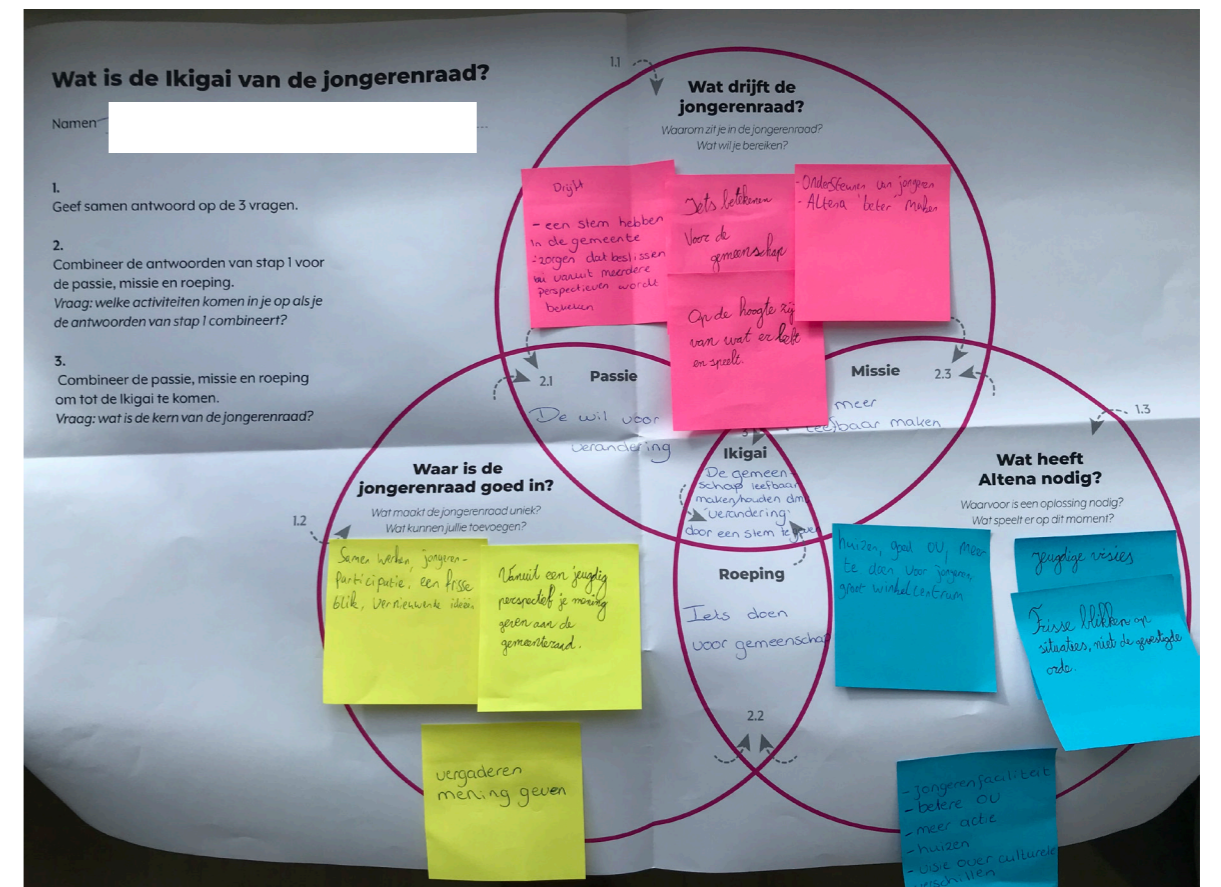 Wat is de Ikigai van de jongerenraad?
Namen
1.
Geef samen antwoord op de 3 vragen.
2.
Combineer de antwoorden van stap 1 voor
de passie, missie en roeping.
Vraag: welke activiteiten komen in je op als je
de antwoorden van stap 1 combineert?
3.
Combineer de passie, missie en roeping
om tot de Ikigai te komen.
Vraag: wat is de kern van de jongerenraad?
1.1
Wat drijft de
jongerenraad?
Waarom zit je in de jongerenraad?
Wat wil je bereiken?
Drijft
- een stem hebben
in de gemeente
- zorgen dat beslissen
vanuit meerdere
perspectieven wordt
bekeken
Iets betekenen
Voor de
gemeenschap
Op de hoogte zij
van wat er leeft
en speelt.
- Ondersteunen van jongeren
- Altena 'beter' maken
2.1
Passie
De wil voor
verandering
Missie
2.3
meer
leefbaar maken
1.3
Ikigai
De gemeen-
schap leefbaar
maken/houden dmv
'verandering'
door een stem te geven
1.2
Waar is de
jongerenraad goed in?
Wat maakt de jongerenraad uniek?
Wat kunnen jullie toevoegen?
Samen werken, jongeren-
participatie, een frisse
blik, vernieuwende ideeën
Vanuit een jeugdig
perspectief je mening
geven aan de
gemeenteraad.
vergaderen
mening geven
Roeping
Iets doen
voor gemeenschap
2.2
Wat heeft
Altena nodig?
Waarvoor is een oplossing nodig?
Wat speelt er op dit moment?
huizen, goed OV, meer
te doen voor jongeren
groot winkelcentrum
jeugdige visies
Frisse blikken op
situaties, niet de gevestigde
orde.
- jongerenfaciliteit
- betere OV
- meer actie
- huizen
- visie over culturele
verschillen